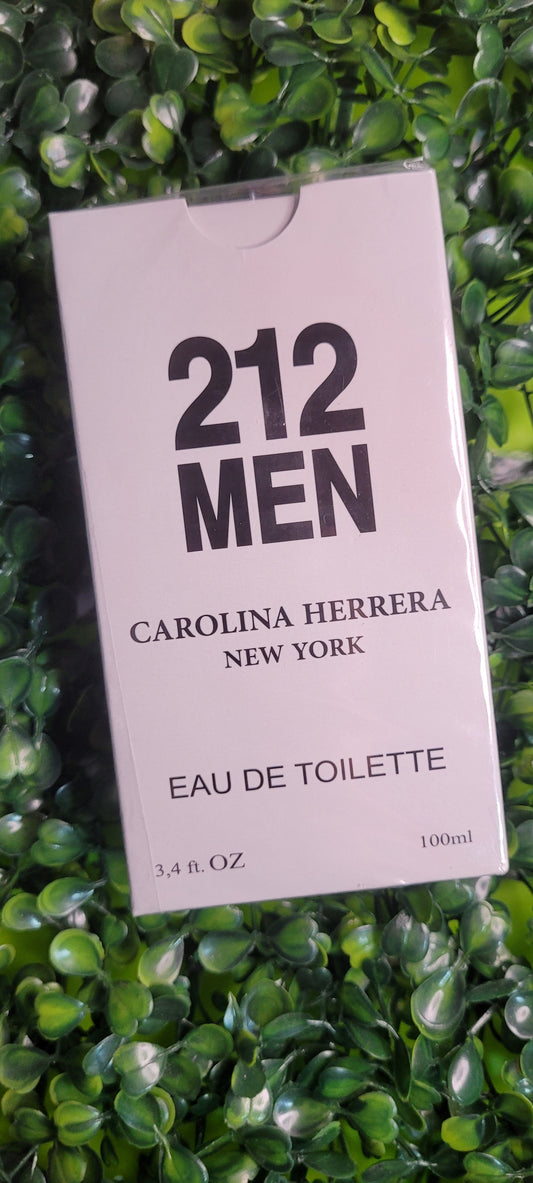 212
MEN
CAROLINA HERRERA
NEW YORK
EAU DE TOILETTE
3,4 ft. OZ
100ml